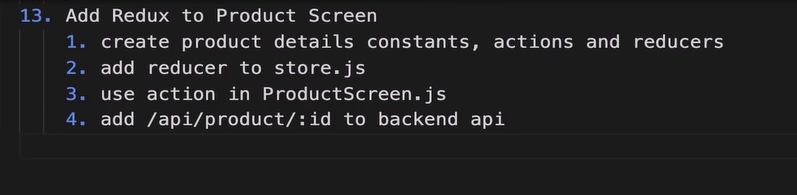 13. Add Redux to Product Screen
1. create product details constants, actions and reducers
2. add reducer to store.js
3. use action in ProductScreen.js
4. add /api/product/:id to backend api